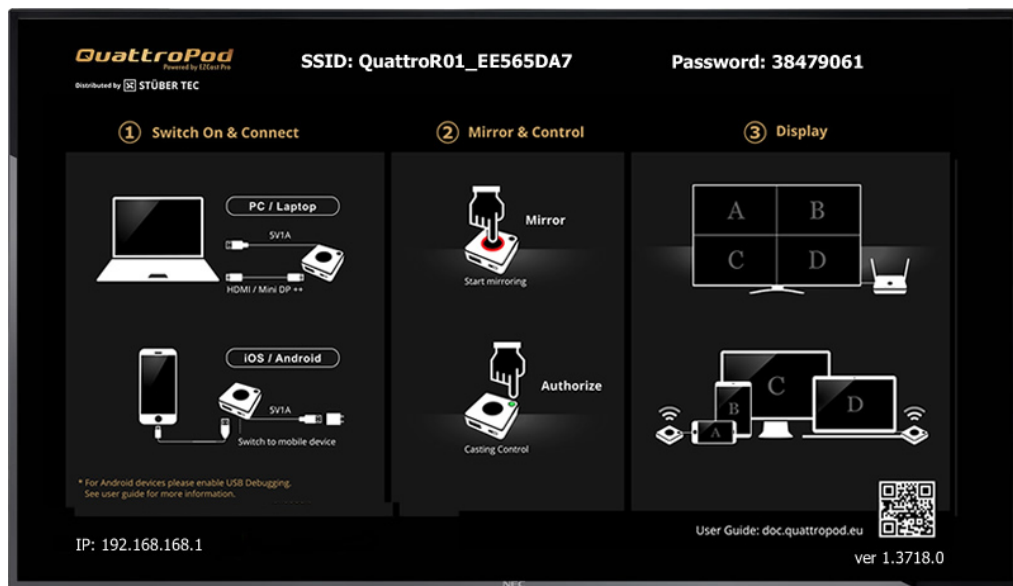 QuattroPod
Powered by EZCast Pro
Distributed by STÜBER TEC
SSID: QuattroR01_EE565DA7
Password: 38479061
1 Switch On & Connect
PC / Laptop
5V1A
HDMI / Mini DP ++
iOS / Android
5V1A
Switch to mobile device
* For Android devices please enable USB Debugging.
See user guide for more information.
2 Mirror & Control
Mirror
Start mirroring
Authorize
Casting Control
3 Display
A B
C D
A B C D
User Guide: doc.quattropod.eu
IP: 192.168.168.1
ver 1.3718.0
NEC